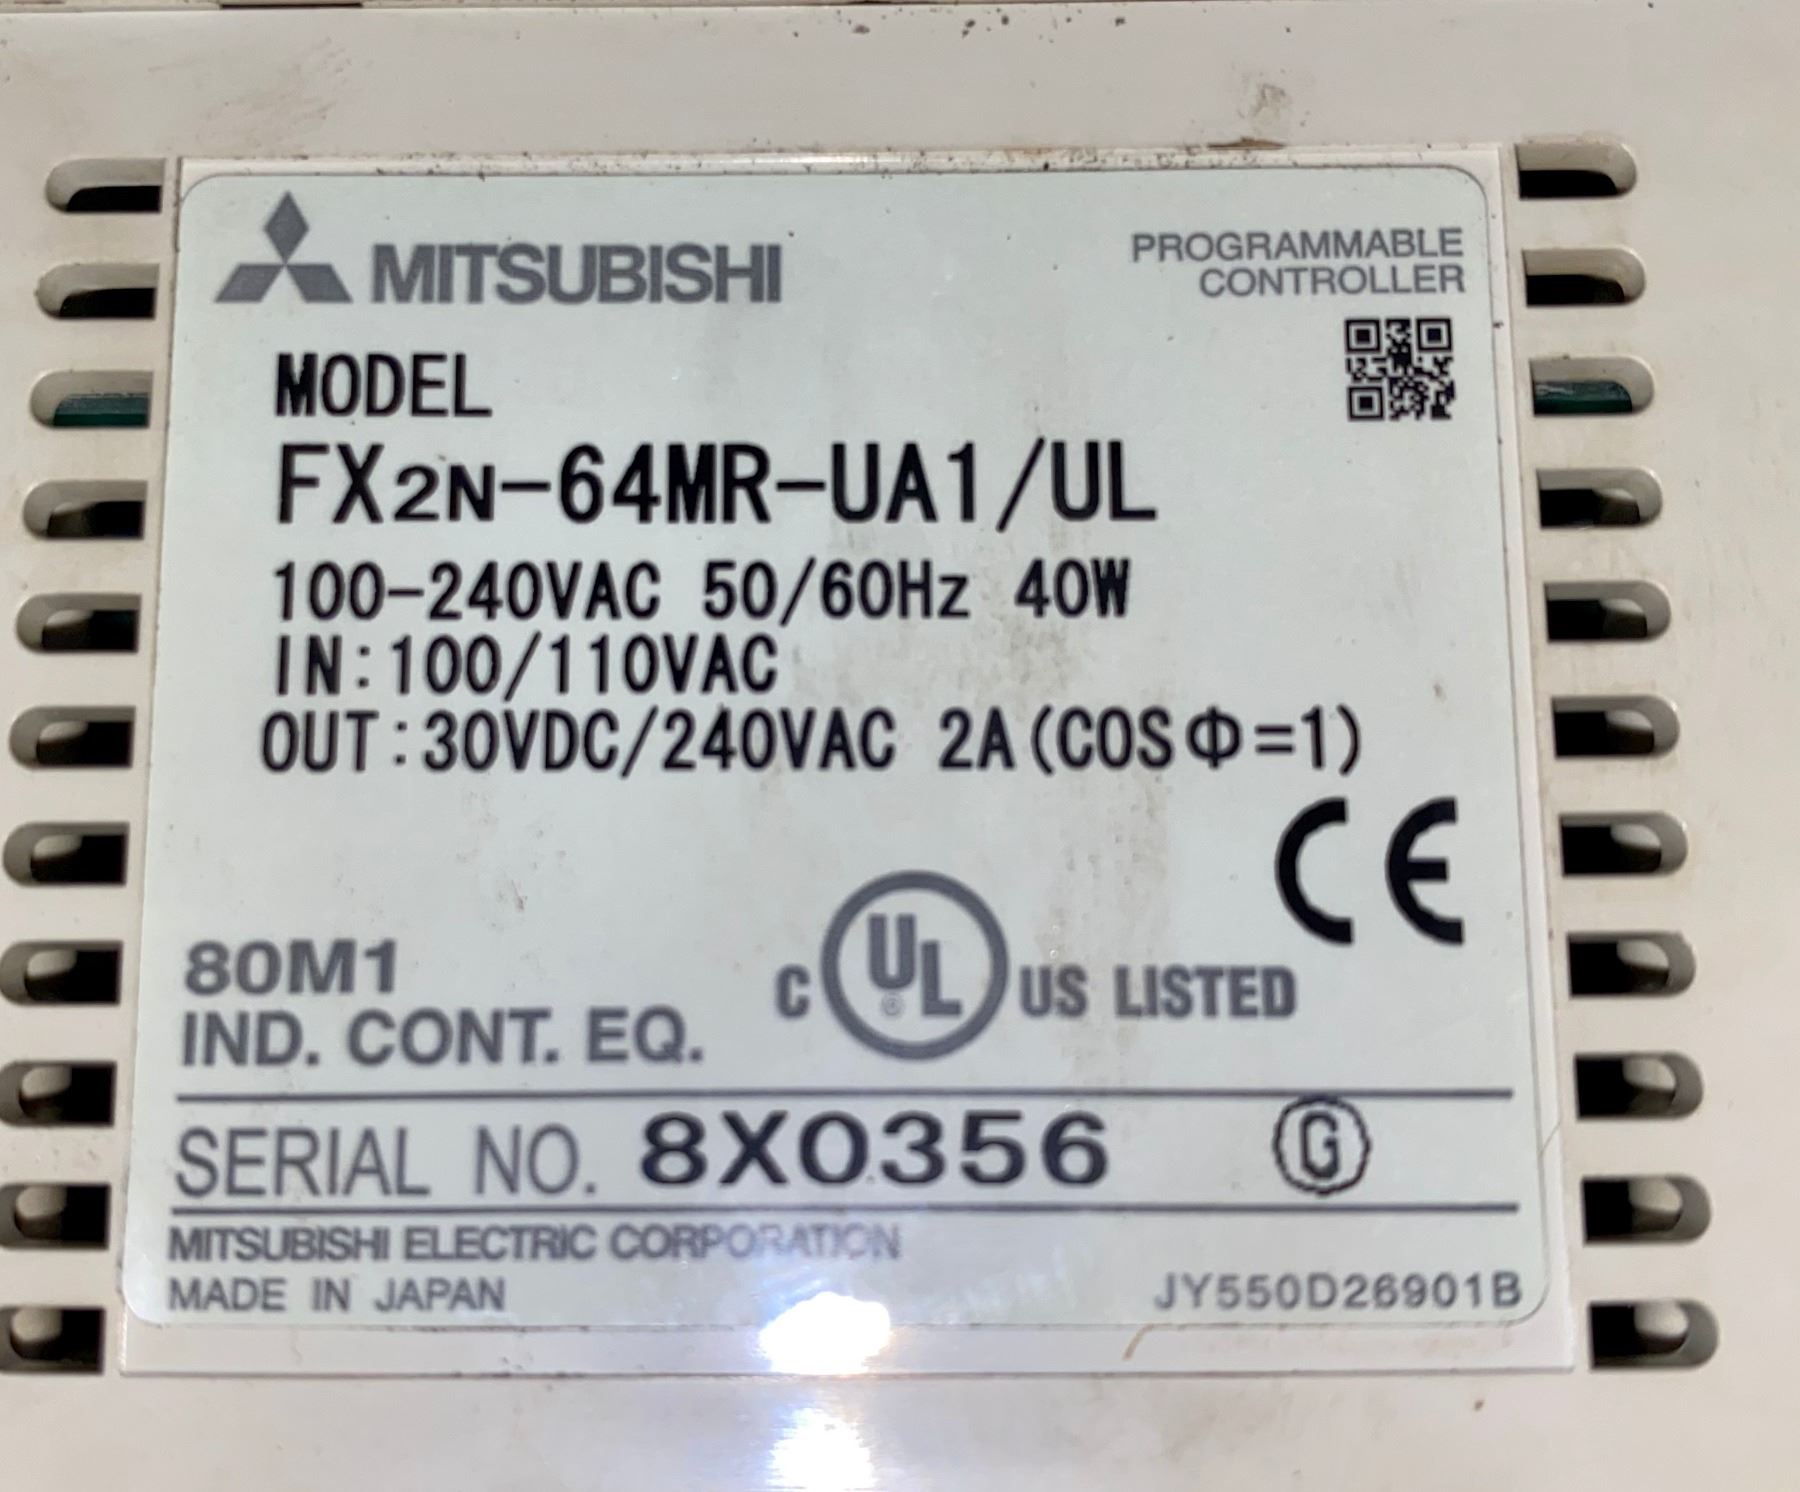 MITSUBISHI
PROGRAMMABLE
CONTROLLER
MODEL
FX2N-64MR-UA1/UL
100-240VAC 50/60Hz 40W
IN:100/110VAC
OUT:30VDC/240VAC 2A(COSΦ=1)
CE
80M1
IND. CONT. EQ.
C UL US LISTED
SERIAL NO. 8X0356 G
MITSUBISHI ELECTRIC CORPORATION
MADE IN JAPAN
JY550D26901B